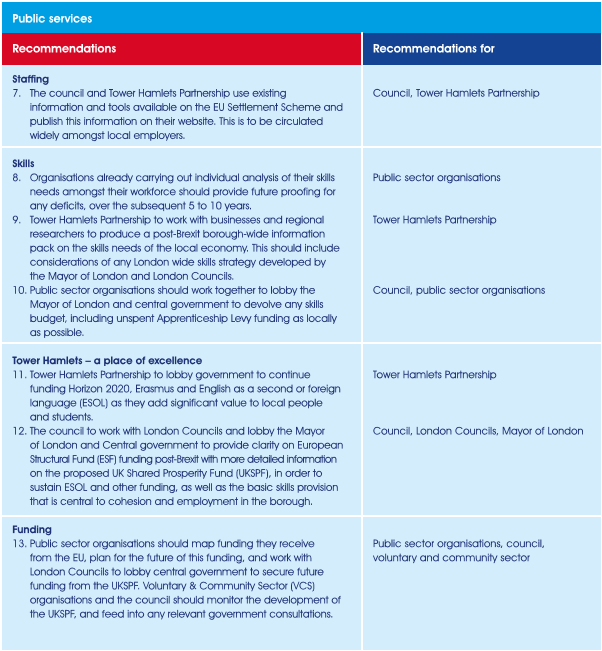 Public services
Recommendations
Recommendations for
Staffing
7. The council and Tower Hamlets Partnership use existing
information and tools available on the EU Settlement Scheme and
publish this information on their website. This is to be circulated
widely amongst local employers.
Council, Tower Hamlets Partnership
Skills
8. Organisations already carrying out individual analysis of their skills
needs amongst their workforce should provide future proofing for
any deficits, over the subsequent 5 to 10 years.
Public sector organisations
9. Tower Hamlets Partnership to work with businesses and regional
researchers to produce a post-Brexit borough-wide information
pack on the skills needs of the local economy. This should include
considerations of any London wide skills strategy developed by
the Mayor of London and London Councils.
Tower Hamlets Partnership
10. Public sector organisations should work together to lobby the
Mayor of London and central government to devolve any skills
budget, including unspent Apprenticeship Levy funding as locally
as possible.
Council, public sector organisations
Tower Hamlets – a place of excellence
11. Tower Hamlets Partnership to lobby government to continue
funding Horizon 2020, Erasmus and English as a second or foreign
language (ESOL) as they add significant value to local people
and students.
Tower Hamlets Partnership
12. The council to work with London Councils and lobby the Mayor
of London and Central government to provide clarity on European
Structural Fund (ESF) funding post-Brexit with more detailed information
on the proposed UK Shared Prosperity Fund (UKSPF), in order to
sustain ESOL and other funding, as well as the basic skills provision
that is central to cohesion and employment in the borough.
Council, London Councils, Mayor of London
Funding
13. Public sector organisations should map funding they receive
from the EU, plan for the future of this funding, and work with
London Councils to lobby central government to secure future
funding from the UKSPF. Voluntary & Community Sector (VCS)
organisations and the council should monitor the development of
the UKSPF, and feed into any relevant government consultations.
Public sector organisations, council,
voluntary and community sector